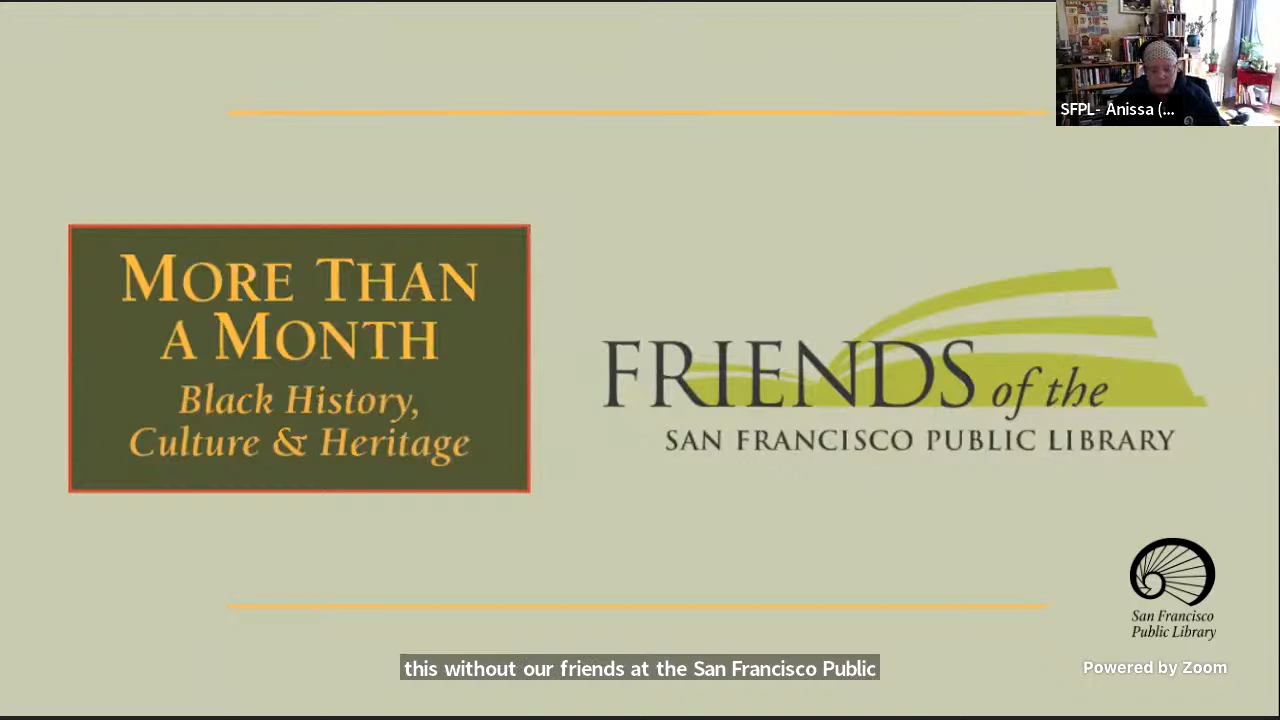 SFPL- Anissa (...
MORE THAN
A MONTH
Black History,
Culture & Heritage
FRIENDS of the
SAN FRANCISCO PUBLIC LIBRARY
San Francisco
Public Library
this without our friends at the San Francisco Public
Powered by Zoom